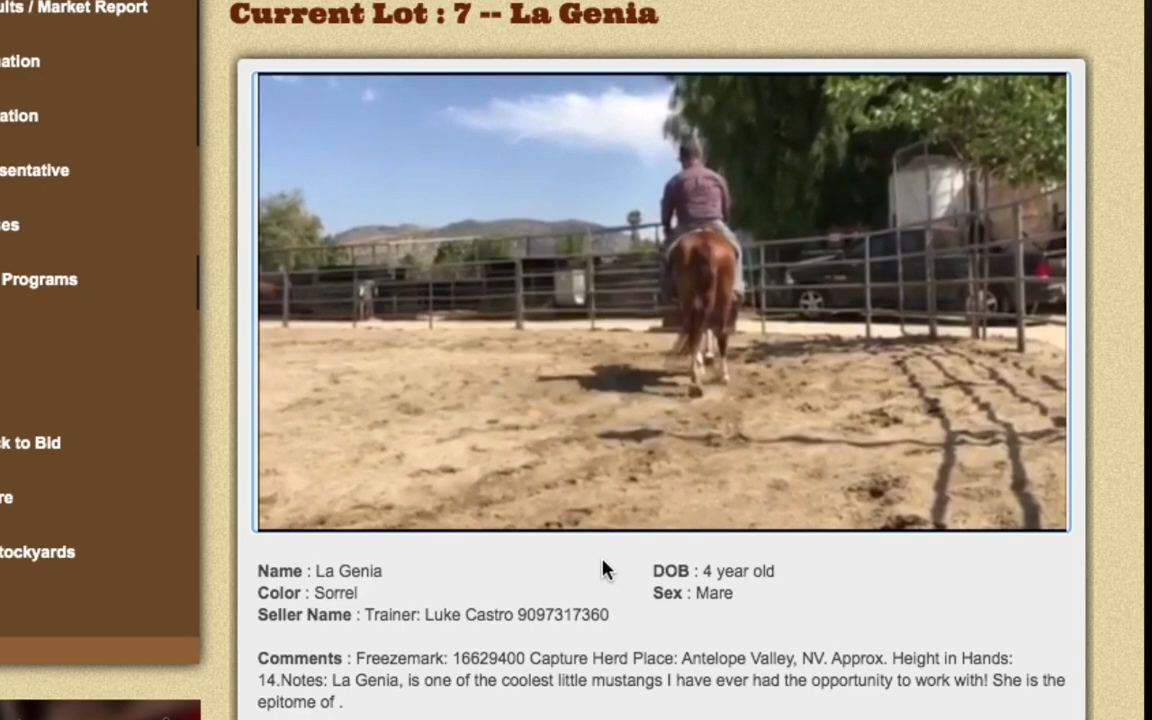 Current Lot : 7 -- La Genia
ults / Market Report
ation
ation
sentative
ses
Programs
k to Bid
re
tockyards
Name : La Genia
DOB : 4 year old
Color : Sorrel
Sex : Mare
Seller Name : Trainer: Luke Castro 9097317360
Comments : Freezemark: 16629400 Capture Herd Place: Antelope Valley, NV. Approx. Height in Hands:
14.Notes: La Genia, is one of the coolest little mustangs I have ever had the opportunity to work with! She is the
epitome of .